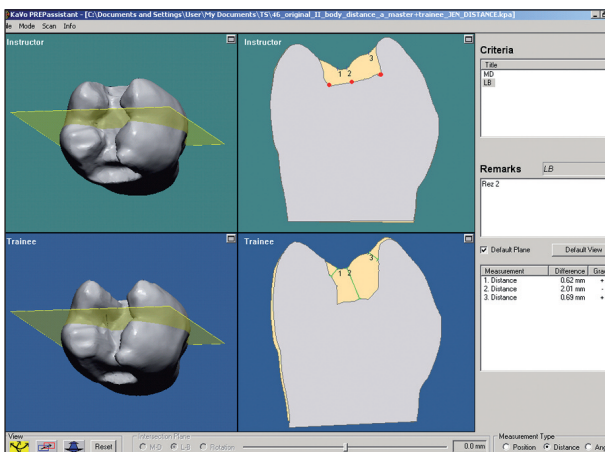 KaVo PREPassistant - [C:\Documents and Settings\User\My Documents\TS\46_original_II_body_distance_a_master+trainee_JEN_DISTANCE.kpa]
File Mode Scan Info
Instructor
Instructor
1 2 3
Criteria
Title
MD
LB
Remarks LB
Rez 2
Default Plane Default View
Trainee
Trainee
1 2 3
Measurement Difference Grad
1. Distance 0.62 mm +
2. Distance 2.01 mm -
3. Distance 0.69 mm +
View
Reset
Intersection Plane
M-D L-B Rotation
0.0 mm
Measurement Type
Position Distance Ang